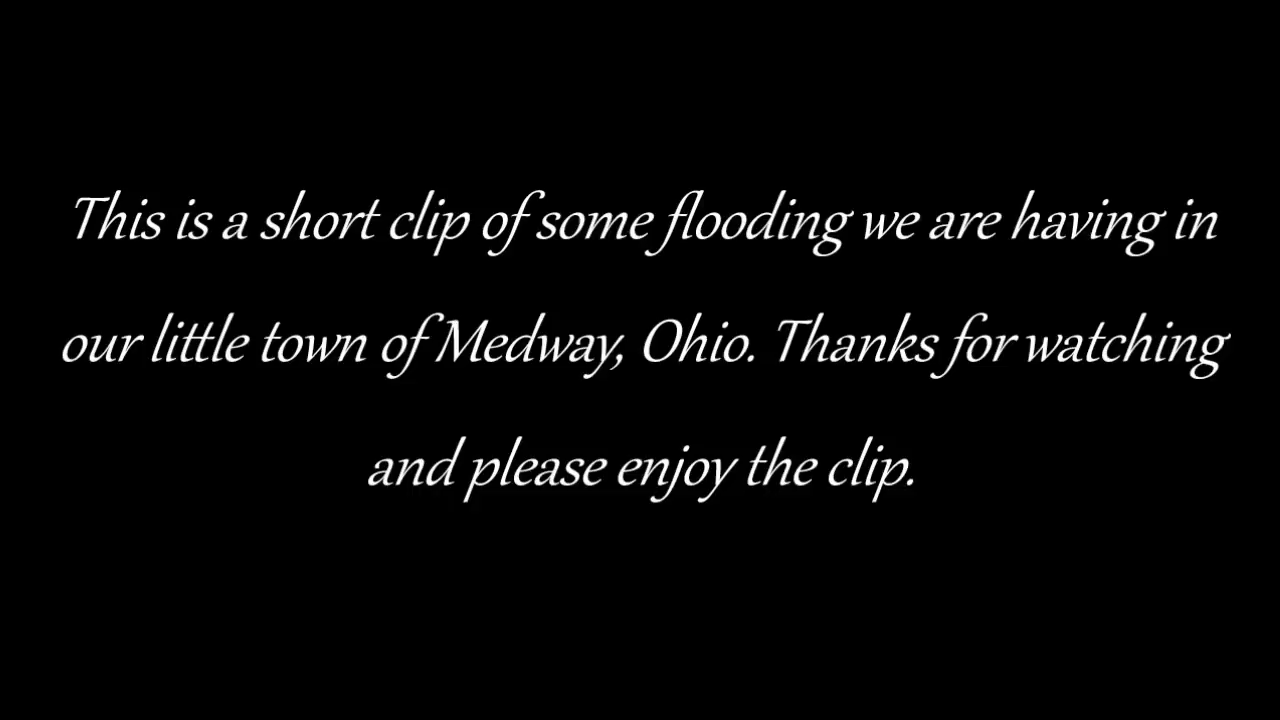 This is a short clip of some flooding we are having in
our little town of Medway, Ohio. Thanks for watching
and please enjoy the clip.